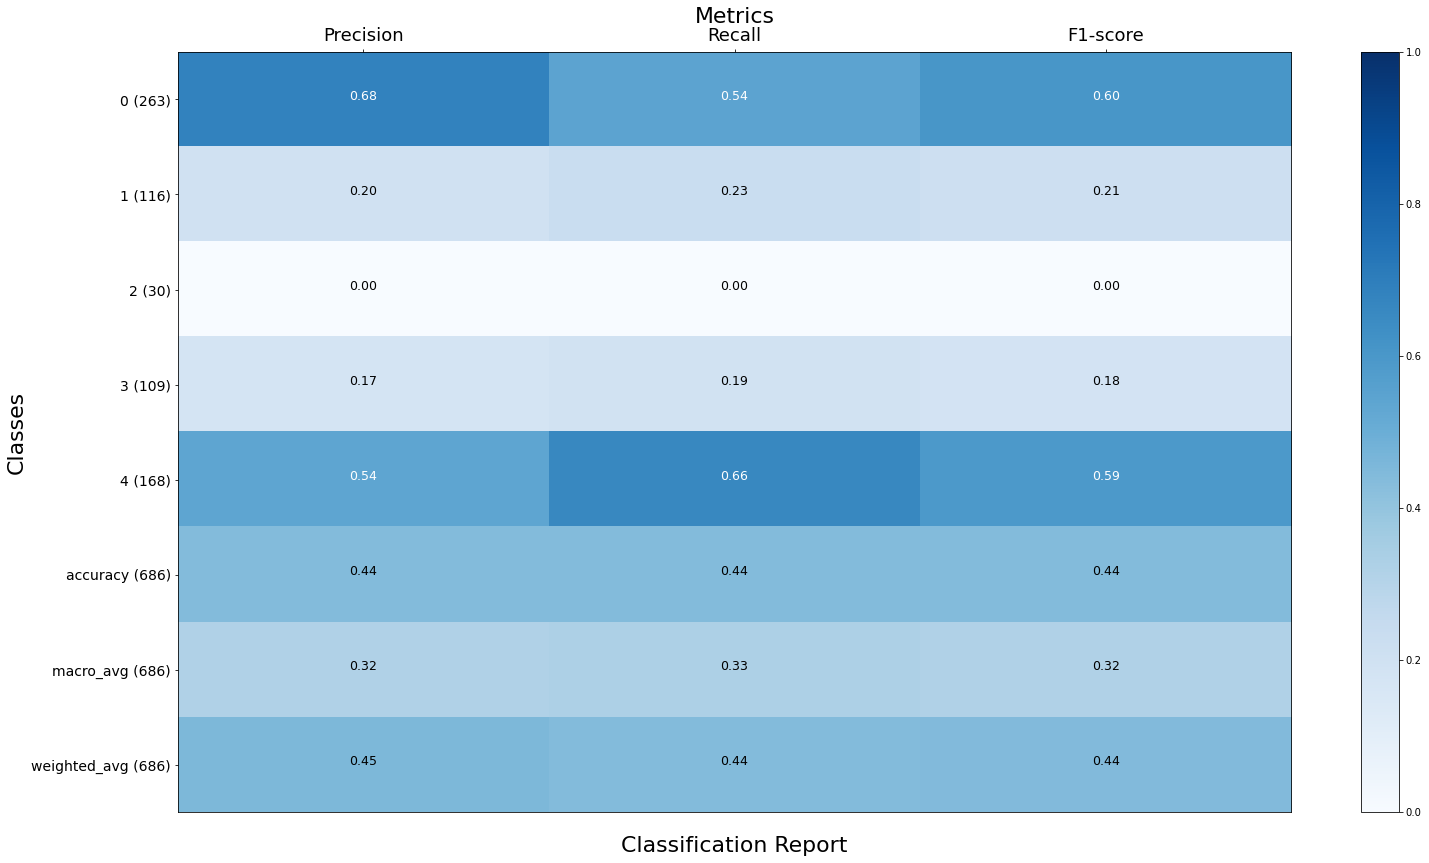 Metrics
Precision Recall F1-score
0 (263) 0.68 0.54 0.60
1 (116) 0.20 0.23 0.21
2 (30) 0.00 0.00 0.00
3 (109) 0.17 0.19 0.18
4 (168) 0.54 0.66 0.59
accuracy (686) 0.44 0.44 0.44
macro_avg (686) 0.32 0.33 0.32
weighted_avg (686) 0.45 0.44 0.44
Classes
Classification Report
1.0
0.8
0.6
0.4
0.2
0.0